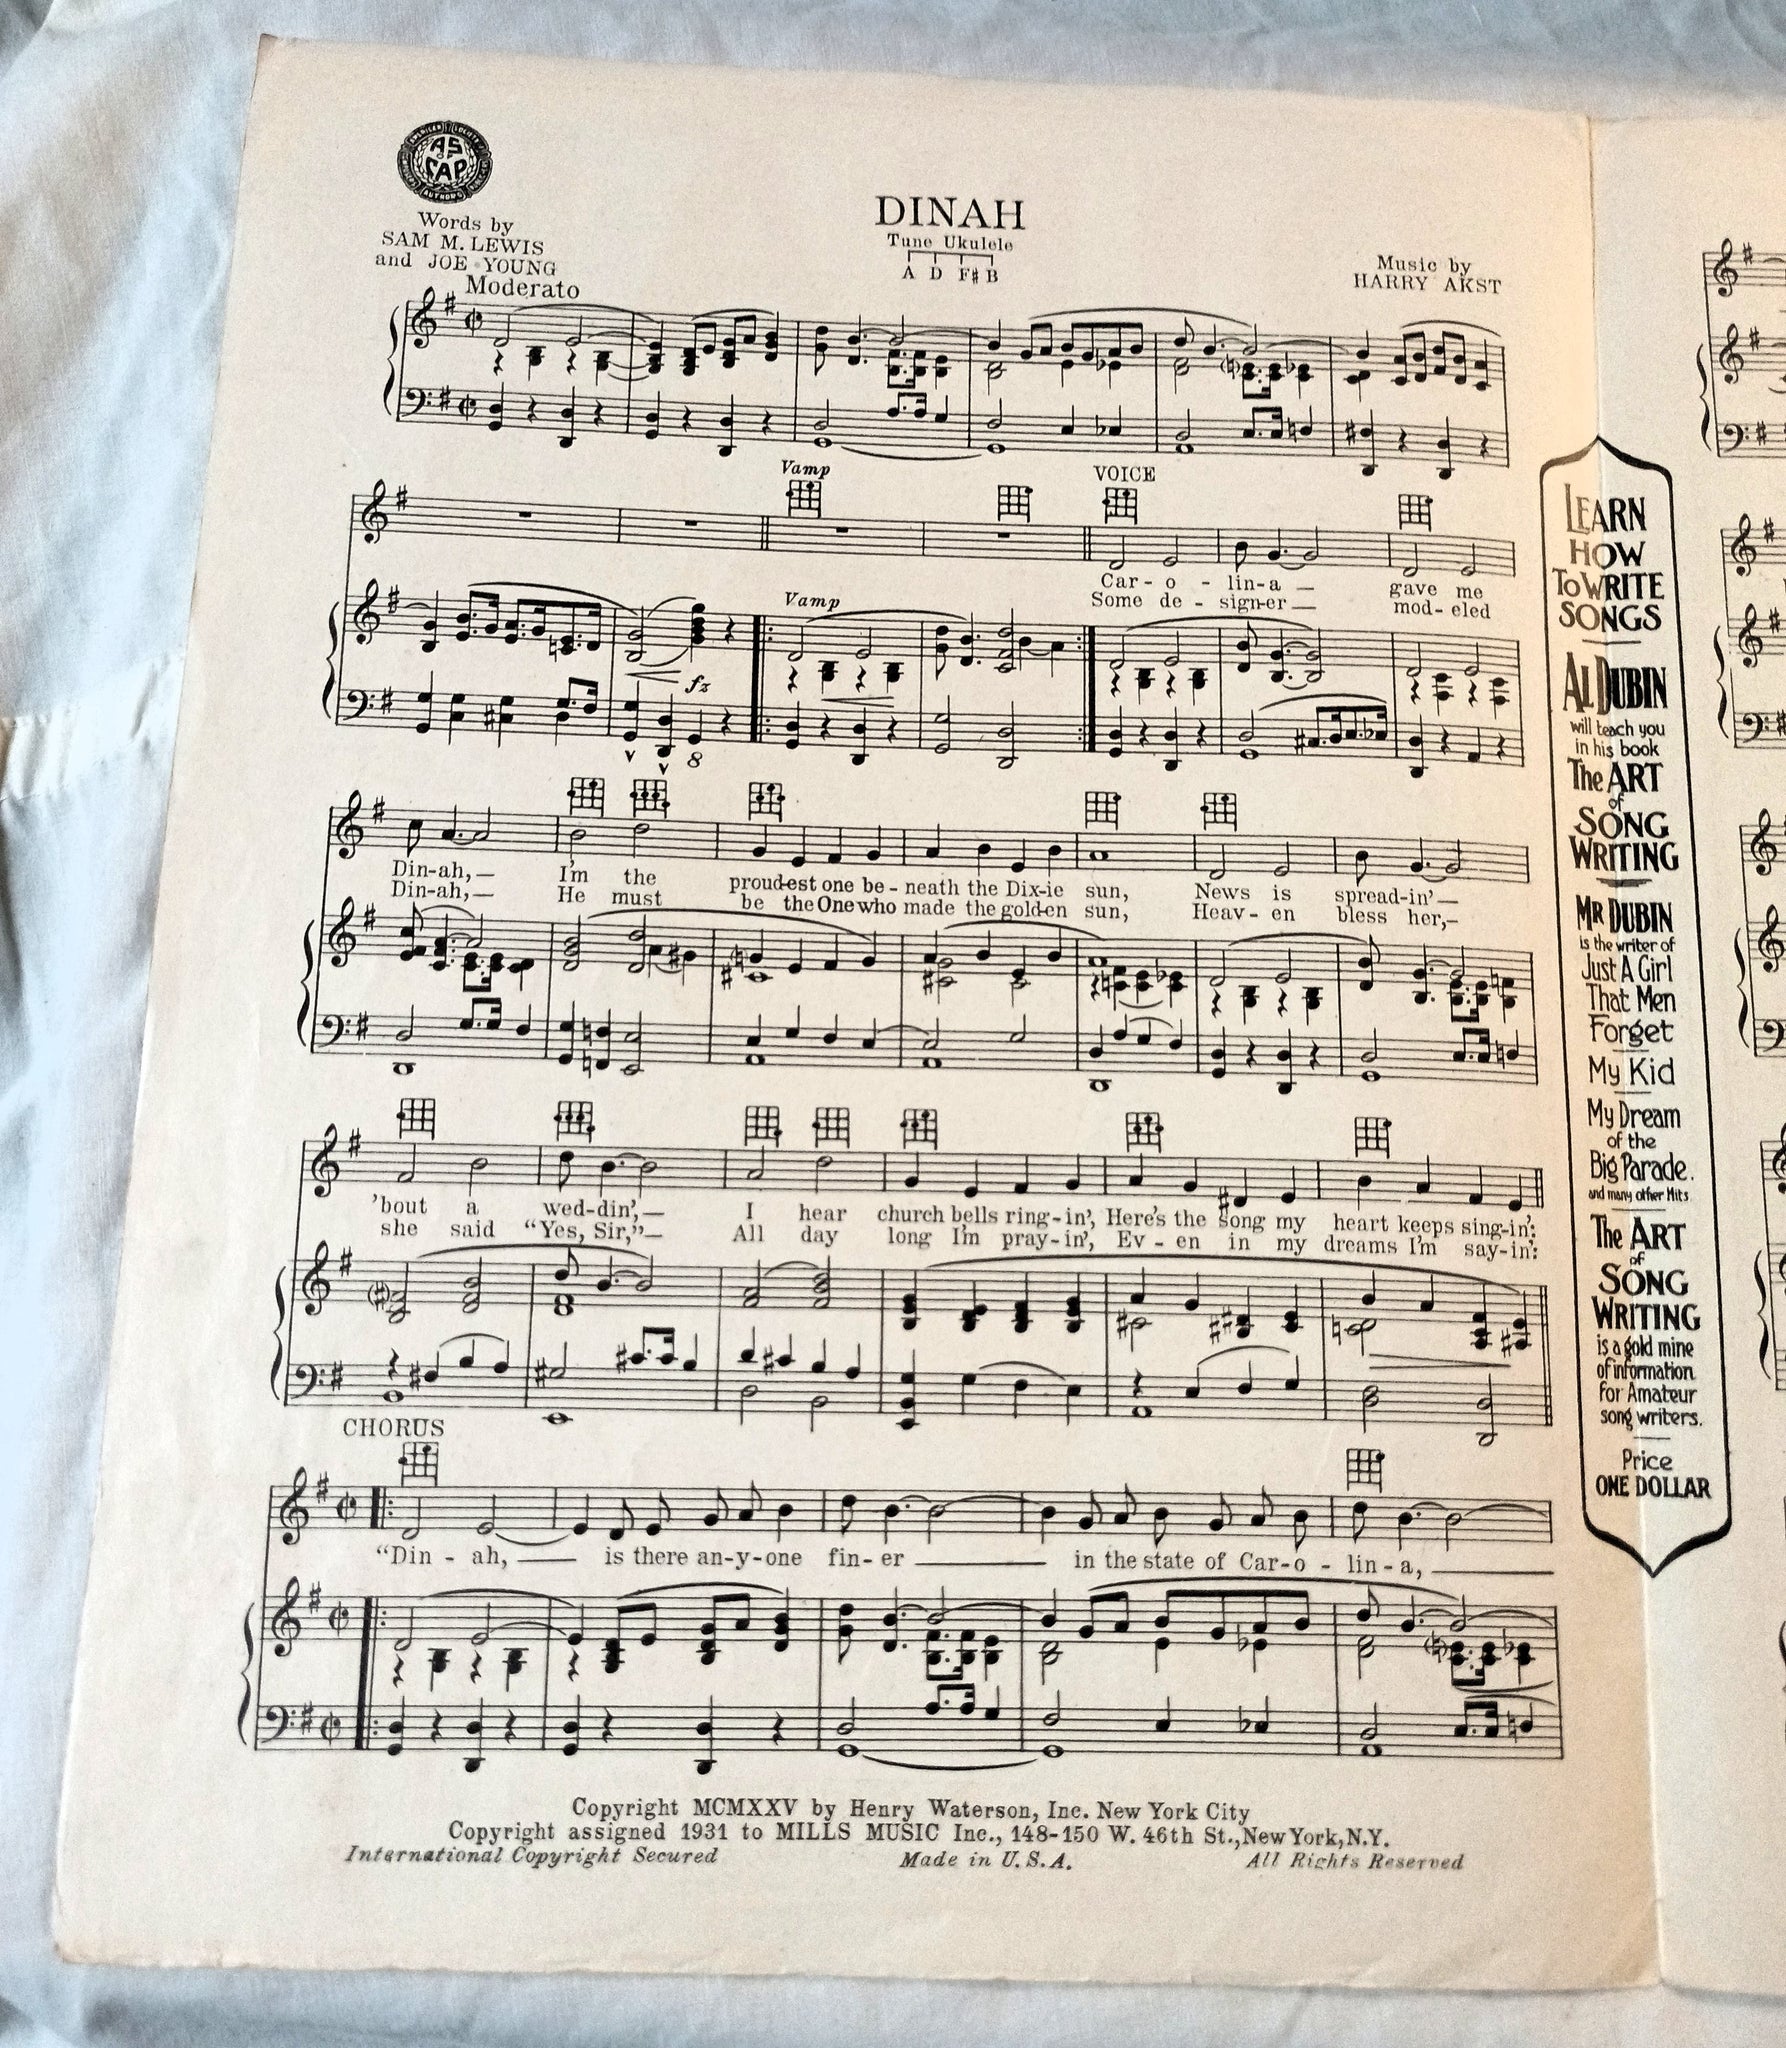 AMERICAN SOCIETY
AS
OF
CAP
AUTHORS
Words by
SAM M. LEWIS
and JOE YOUNG
DINAH
Tune Ukulele
A D F# B
Music by
HARRY AKST
Moderato
Vamp
VOICE
Car - o - lin - a — gave me
Some de - sign - er — mod - eled
Vamp
fz
8
Din - ah, — I'm the proud - est one be - neath the Dix - ie sun, News is spread - in' —
Din - ah, — He must be the One who made the gold - en sun, Heav - en bless her, —
'bout a wed - din', — I hear church bells ring - in', Here's the song my heart keeps sing - in':
she said "Yes, Sir," — All day long I'm pray - in', Ev - en in my dreams I'm say - in':
CHORUS
"Din - ah, — is there an - y - one fin - er — in the state of Car - o - lin - a, —
Copyright MCMXXV by Henry Waterson, Inc. New York City
Copyright assigned 1931 to MILLS MUSIC Inc., 148-150 W. 46th St., New York, N.Y.
International Copyright Secured Made in U.S.A. All Rights Reserved
LEARN
HOW
TO WRITE
SONGS
AL DUBIN
will teach you
in his book
The ART
of
SONG
WRITING
MR DUBIN
is the writer of
Just A Girl
That Men
Forget
My Kid
My Dream
of the
Big Parade.
and many other Hits
The ART
of
SONG
WRITING
is a gold mine
of information
for Amateur
song writers.
Price
ONE DOLLAR